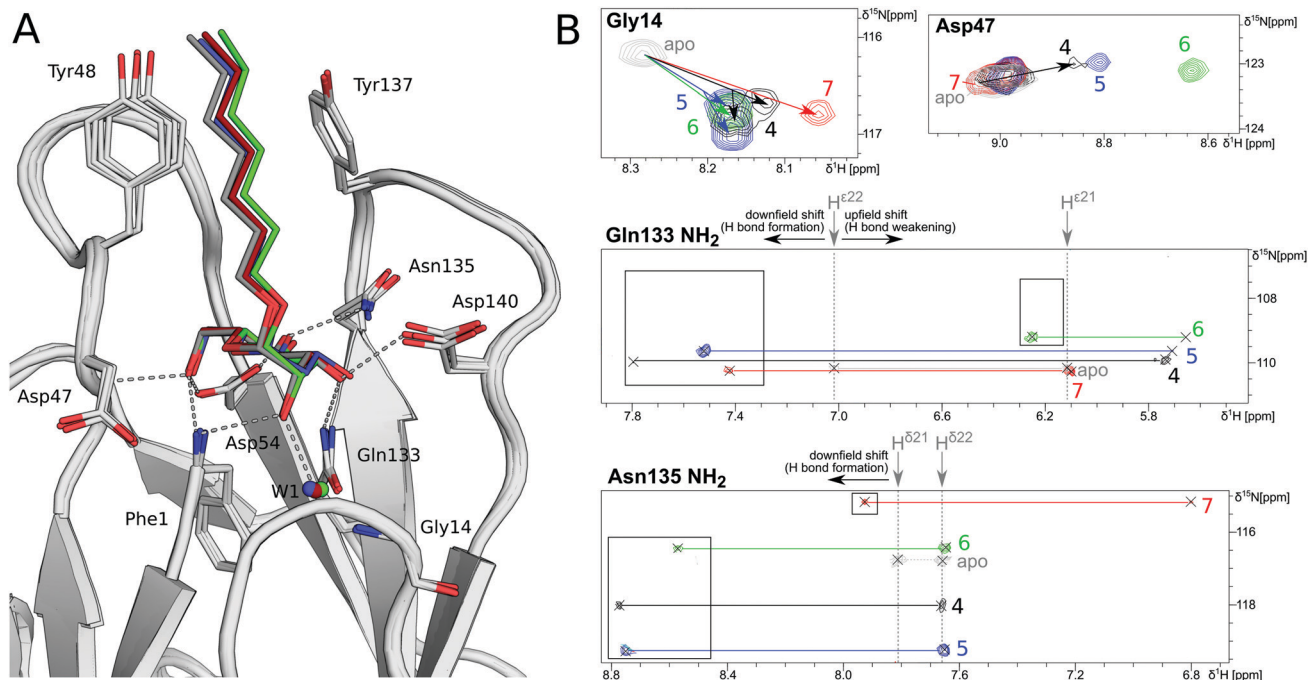 A
Tyr48
Tyr137
Asn135
Asp140
Asp47
Asp54
Gln133
W1
Phe1
Gly14
B
Gly14
apo
5
6
4
7
δ¹⁵N[ppm]
116
117
8.3
8.2
8.1
δ¹H [ppm]
Asp47
4
5
6
7
apo
δ¹⁵N[ppm]
123
124
9.0
8.8
8.6
δ¹H [ppm]
Hε22
Hε21
downfield shift
(H bond formation)
upfield shift
(H bond weakening)
Gln133 NH₂
δ¹⁵N[ppm]
108
110
6
5
4
apo
7
7.8
7.4
7.0
6.6
6.2
5.8
δ¹H [ppm]
Hδ21
Hδ22
downfield shift
(H bond formation)
Asn135 NH₂
δ¹⁵N[ppm]
116
118
7
6
apo
4
5
8.8
8.4
8.0
7.6
7.2
6.8
δ¹H [ppm]